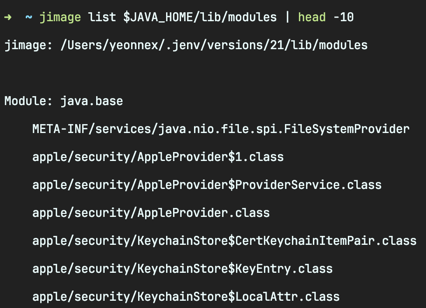 ➜  ~ jimage list $JAVA_HOME/lib/modules | head -10
jimage: /Users/yeonnex/.jenv/versions/21/lib/modules
Module: java.base
    META-INF/services/java.nio.file.spi.FileSystemProvider
    apple/security/AppleProvider$1.class
    apple/security/AppleProvider$ProviderService.class
    apple/security/AppleProvider.class
    apple/security/KeychainStore$CertKeychainItemPair.class
    apple/security/KeychainStore$KeyEntry.class
    apple/security/KeychainStore$LocalAttr.class